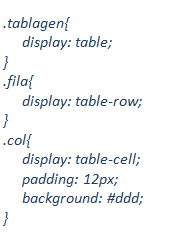 .tablagen{
display: table;
}
.fila{
display: table-row;
}
.col{
display: table-cell;
padding: 12px;
background: #ddd;
}